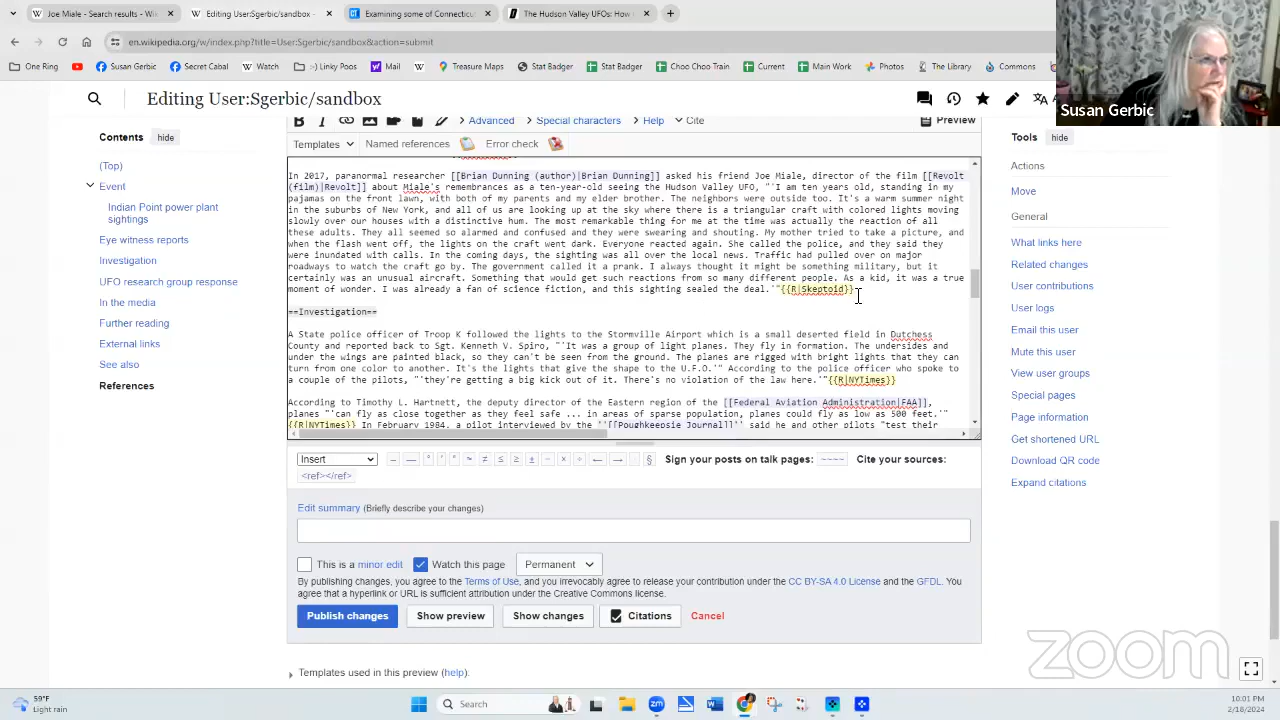 Joe Miale - Wikipedia
Editing User:Sgerbic/sandbox -
Examining some of Connecticut
The Hudson Valley UFOs: How
en.wikipedia.org/w/index.php?title=User:Sgerbic/sandbox&action=submit
One Ring
Susan Gerbic
Secret Cabal
Watch
:-) Linky Poos
Mail
Treasure Maps
Stat Badger
Stat Badger
Choo Choo Train
Current
Main Work
Photos
The Library
Commons
Susan Gerbic
Editing User:Sgerbic/sandbox
Contents hide
(Top)
Event
Indian Point power plant
sightings
Eye witness reports
Investigation
UFO research group response
In the media
Further reading
External links
See also
References
B I Advanced Special characters Help Cite Preview
Templates Named references Error check
In 2017, paranormal researcher [[Brian Dunning (author)|Brian Dunning]] asked his friend Joe Miale, director of the film [[Revolt
(film)|Revolt]] about Miale's remembrances as a ten-year-old seeing the Hudson Valley UFO, "'I am ten years old, standing in my
pajamas on the front lawn, with both of my parents and my elder brother. The neighbors were outside too. It's a warm summer night
in the suburbs of New York, and all of us are looking up at the sky where there is a triangular craft with colored lights moving
slowly over our houses with a distinctive hum. The most remarkable thing for me at the time was actually the reaction of all
these adults. They all seemed so alarmed and confused and they were swearing and shouting. My mother tried to take a picture, and
when the flash went off, the lights on the craft went dark. Everyone reacted again. She called the police, and they said they
were inundated with calls. In the coming days, the sighting was all over the local news. Traffic had pulled over on major
roadways to watch the craft go by. The government called it a prank. I always thought it might be something military, but it
certainly was an unusual aircraft. Something that would get such reactions from so many different people. As a kid, it was a true
moment of wonder. I was already a fan of science fiction, and this sighting sealed the deal.'"{{R|Skeptoid}}
==Investigation==
A State police officer of Troop K followed the lights to the Stormville Airport which is a small deserted field in Dutchess
County and reported back to Sgt. Kenneth V. Spiro, "'It was a group of light planes. They fly in formation. The undersides and
under the wings are painted black, so they can't be seen from the ground. The planes are rigged with bright lights that they can
turn from one color to another. It's the lights that give the shape to the U.F.O.'" According to the police officer who spoke to
a couple of the pilots, "'they're getting a big kick out of it. There's no violation of the law here.'"{{R|NYTimes}}
According to Timothy L. Hartnett, the deputy director of the Eastern region of the [[Federal Aviation Administration|FAA]],
planes "'can fly as close together as they feel safe ... in areas of sparse population, planes could fly as low as 500 feet.'"
{{R|NYTimes}} In February 1984, a pilot interviewed by the ''[[Poughkeepsie Journal]]'' said he and other pilots "test their
Insert – — ° ′ ″ ≈ ≠ ≤ ≥ ± − × ÷ ← → · § Sign your posts on talk pages: ~~~~ Cite your sources:
<ref></ref>
Edit summary (Briefly describe your changes)
This is a minor edit Watch this page Permanent
By publishing changes, you agree to the Terms of Use, and you irrevocably agree to release your contribution under the CC BY-SA 4.0 License and the GFDL. You
agree that a hyperlink or URL is sufficient attribution under the Creative Commons license.
Publish changes Show preview Show changes Citations Cancel
Templates used in this preview (help):
Tools hide
Actions
Move
General
What links here
Related changes
User contributions
User logs
Email this user
Mute this user
View user groups
Special pages
Page information
Get shortened URL
Download QR code
Expand citations
zoom
59°F
Light rain
Search
10:01 PM
2/18/2024